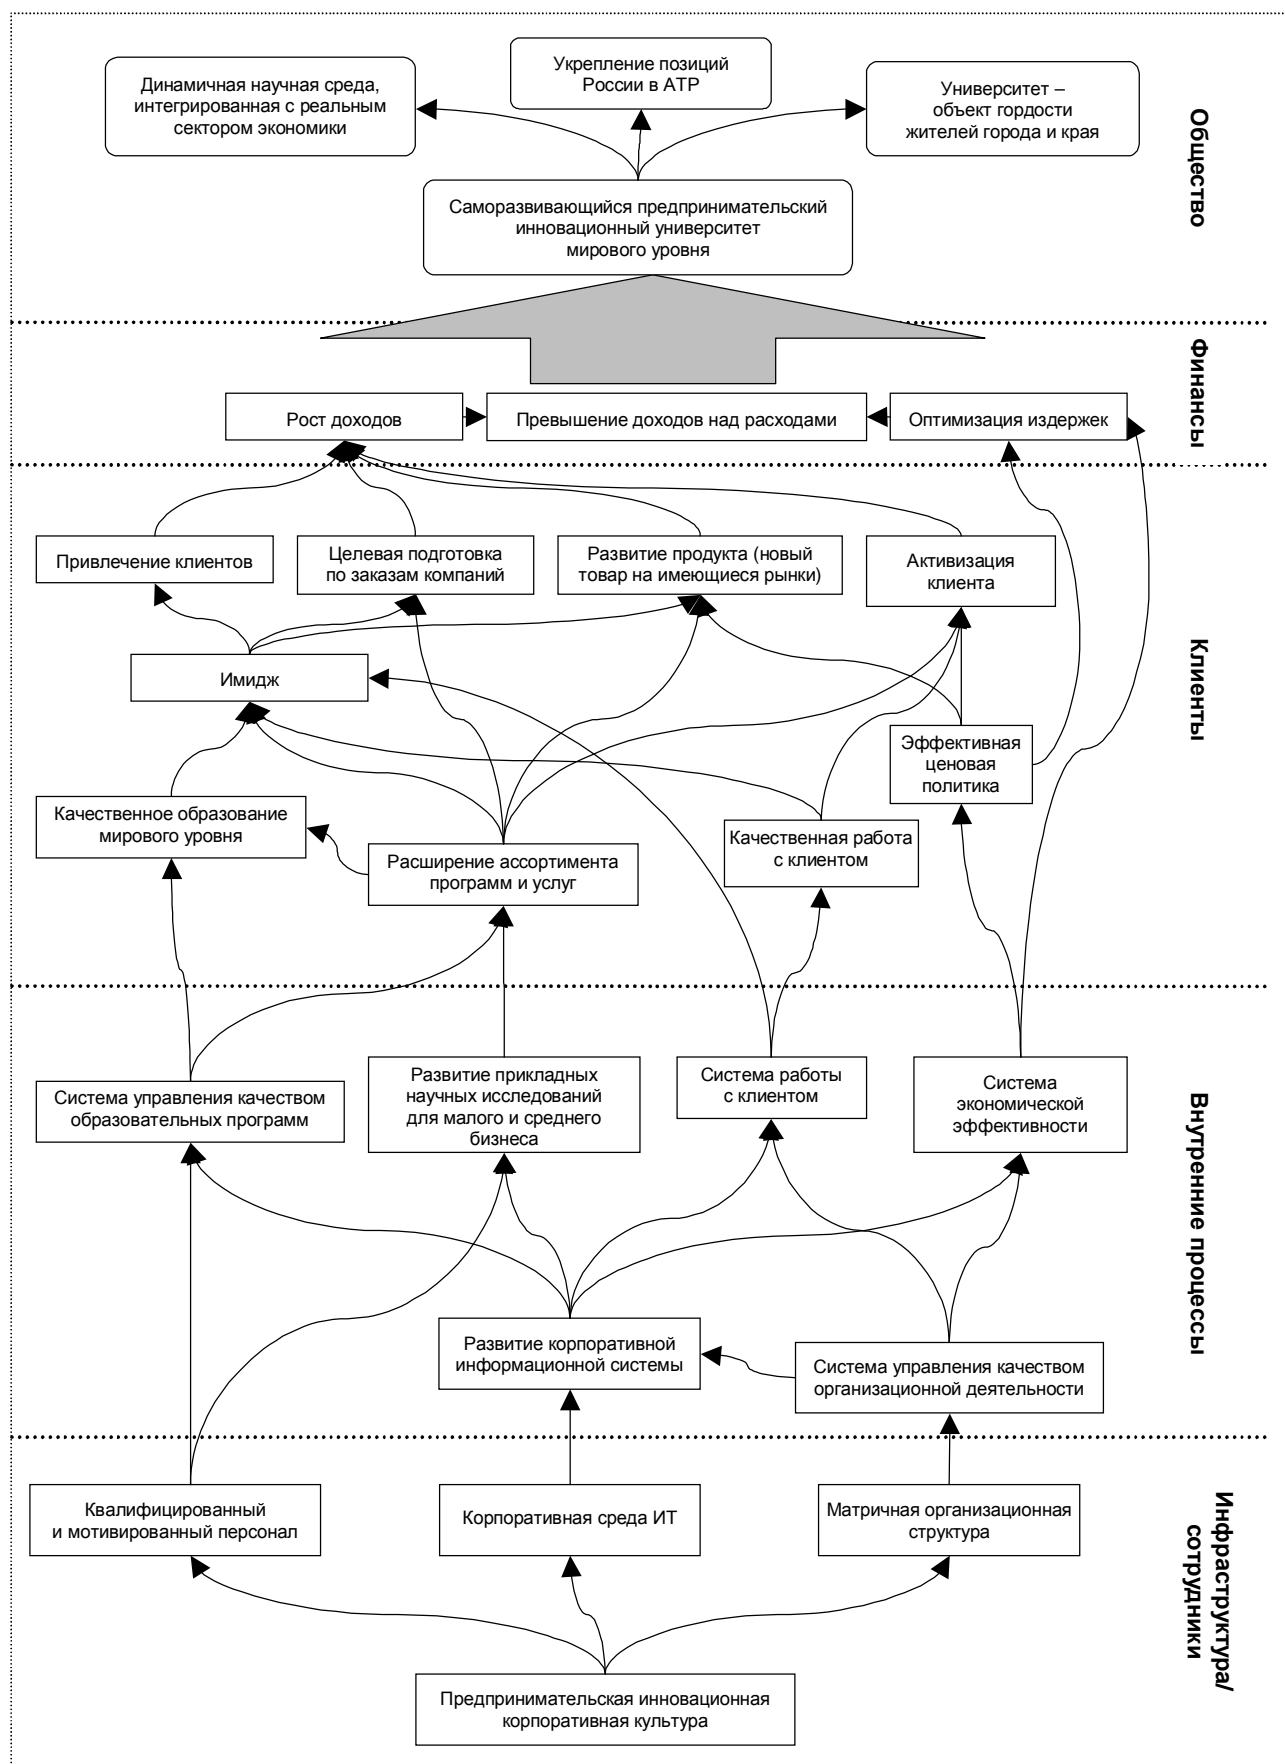 Динамичная научная среда,
интегрированная с реальным
сектором экономики
Укрепление позиций
России в АТР
Университет –
объект гордости
жителей города и края
Общество
Саморазвивающийся предпринимательский
инновационный университет
мирового уровня
Финансы
Рост доходов
Превышение доходов над расходами
Оптимизация издержек
Клиенты
Привлечение клиентов
Целевая подготовка
по заказам компаний
Развитие продукта (новый
товар на имеющиеся рынки)
Активизация
клиента
Имидж
Эффективная
ценовая
политика
Качественное образование
мирового уровня
Расширение ассортимента
программ и услуг
Качественная работа
с клиентом
Внутренние процессы
Система управления качеством
образовательных программ
Развитие прикладных
научных исследований
для малого и среднего
бизнеса
Система работы
с клиентом
Система
экономической
эффективности
Развитие корпоративной
информационной системы
Система управления качеством
организационной деятельности
Инфраструктура/
сотрудники
Квалифицированный
и мотивированный персонал
Корпоративная среда ИТ
Матричная организационная
структура
Предпринимательская инновационная
корпоративная культура